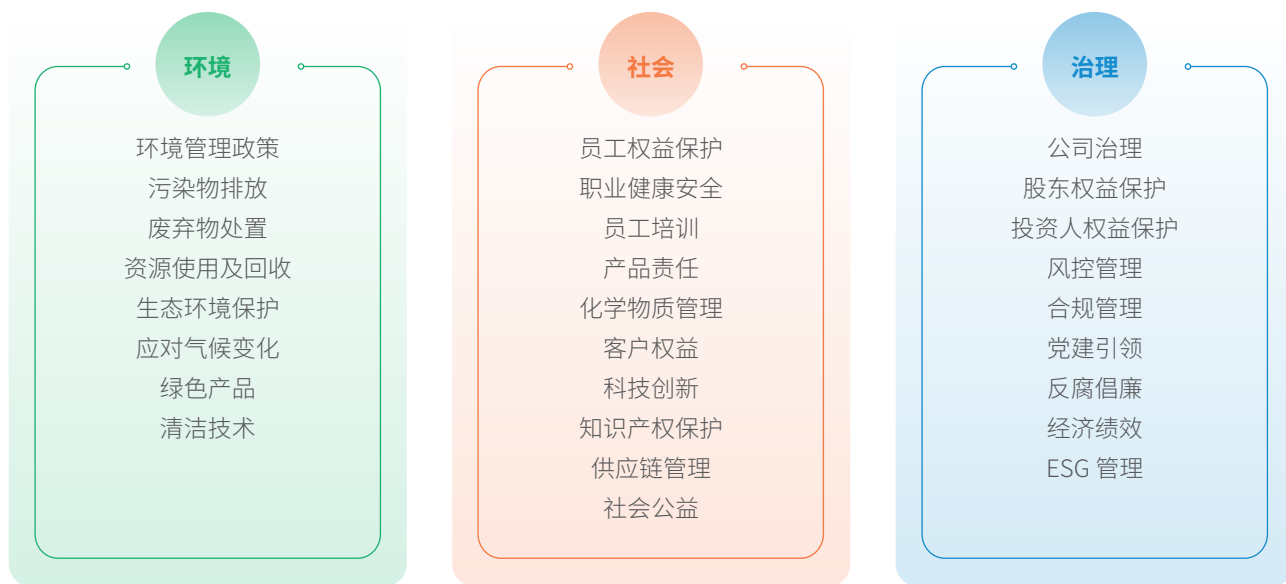 环境
环境管理政策
污染物排放
废弃物处置
资源使用及回收
生态环境保护
应对气候变化
绿色产品
清洁技术
社会
员工权益保护
职业健康安全
员工培训
产品责任
化学物质管理
客户权益
科技创新
知识产权保护
供应链管理
社会公益
治理
公司治理
股东权益保护
投资人权益保护
风控管理
合规管理
党建引领
反腐倡廉
经济绩效
ESG 管理